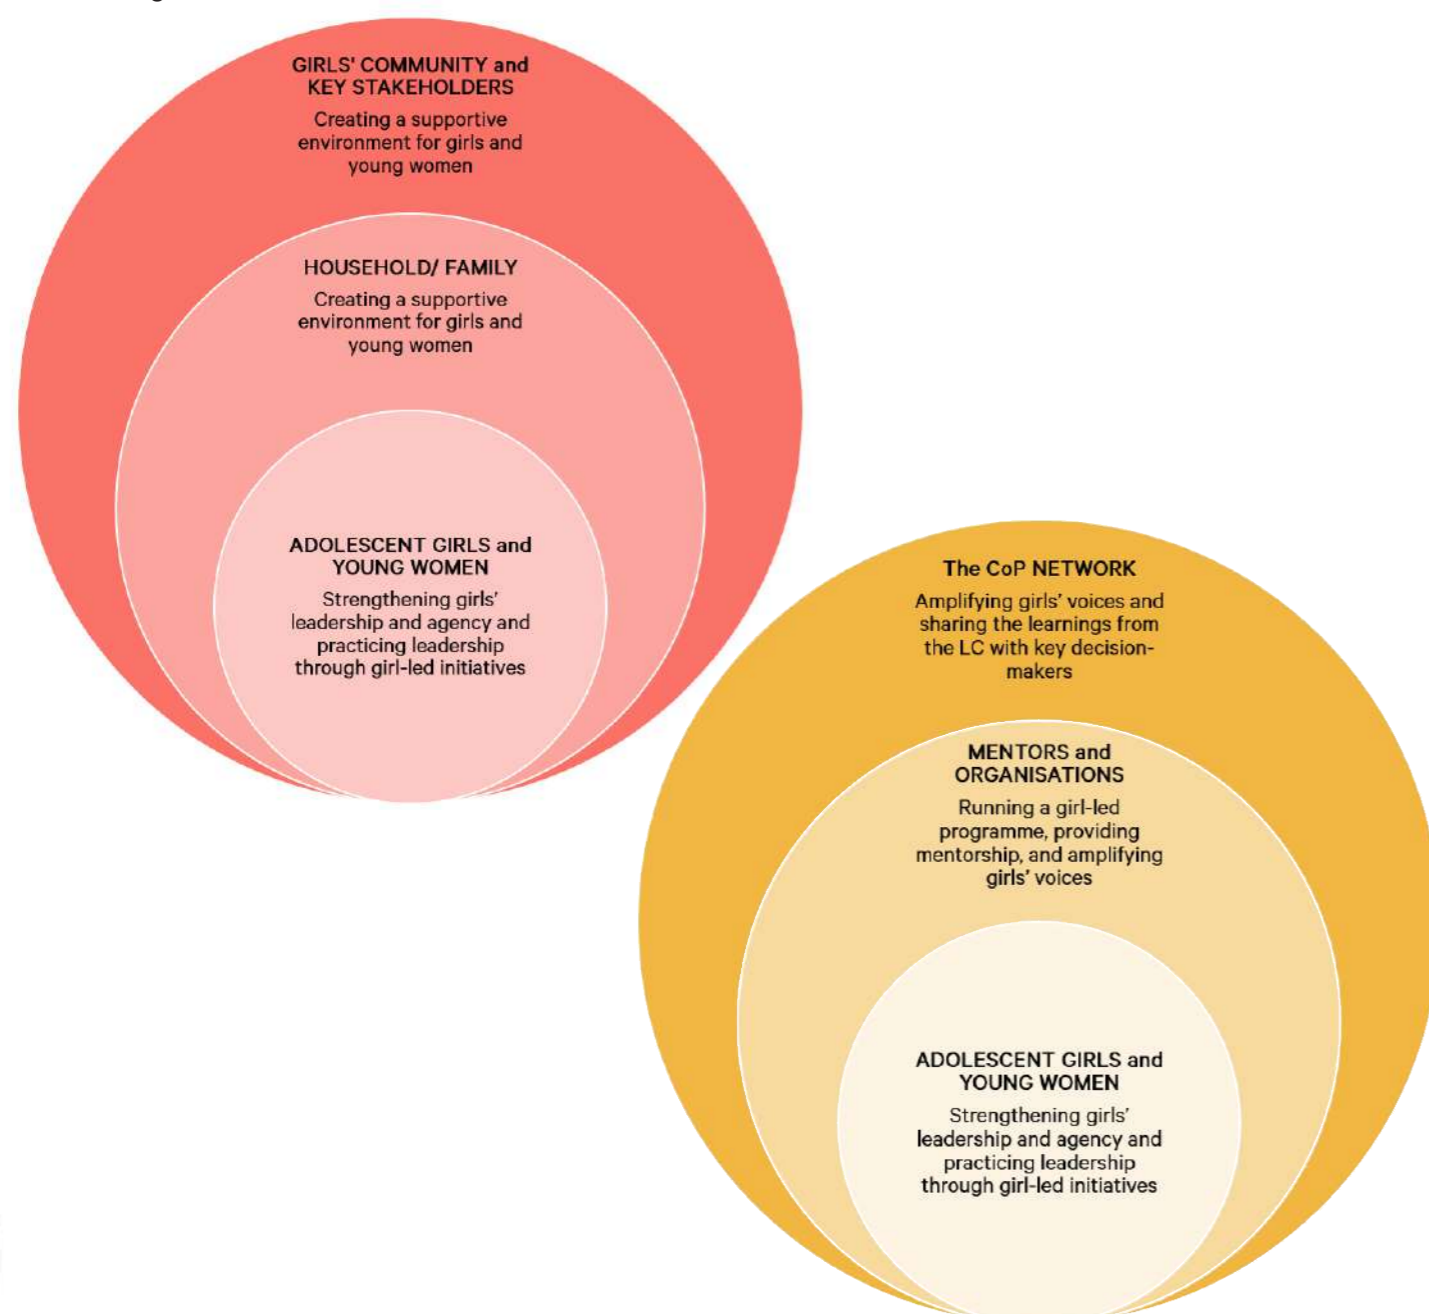 GIRLS' COMMUNITY and
KEY STAKEHOLDERS
Creating a supportive
environment for girls and
young women
HOUSEHOLD/ FAMILY
Creating a supportive
environment for girls and
young women
ADOLESCENT GIRLS and
YOUNG WOMEN
Strengthening girls’
leadership and agency and
practicing leadership
through girl-led initiatives
The CoP NETWORK
Amplifying girls’ voices and
sharing the learnings from
the LC with key decision-
makers
MENTORS and
ORGANISATIONS
Running a girl-led
programme, providing
mentorship, and amplifying
girls’ voices
ADOLESCENT GIRLS and
YOUNG WOMEN
Strengthening girls’
leadership and agency and
practicing leadership
through girl-led initiatives